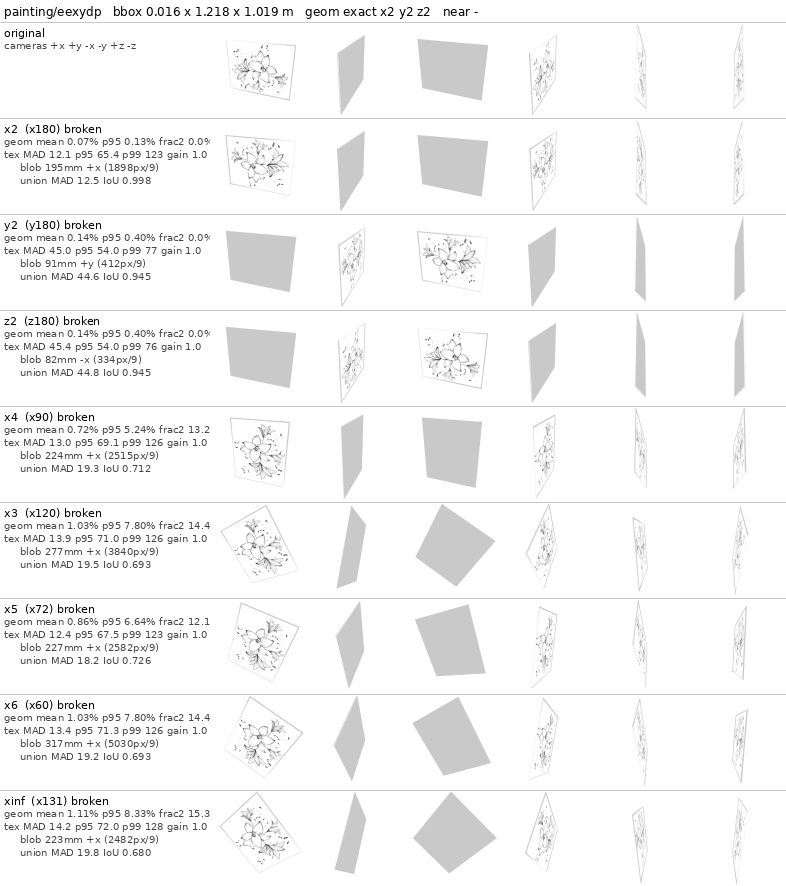 painting/eexydp   bbox 0.016 x 1.218 x 1.019 m   geom exact x2 y2 z2   near -
original
cameras +x +y -x -y +z -z
x2  (x180) broken
geom mean 0.07% p95 0.13% frac2 0.0%
tex MAD 12.1 p95 65.4 p99 123 gain 1.0
blob 195mm +x (1898px/9)
union MAD 12.5 IoU 0.998
y2  (y180) broken
geom mean 0.14% p95 0.40% frac2 0.0%
tex MAD 45.0 p95 54.0 p99 77 gain 1.0
blob 91mm +y (412px/9)
union MAD 44.6 IoU 0.945
z2  (z180) broken
geom mean 0.14% p95 0.40% frac2 0.0%
tex MAD 45.4 p95 54.0 p99 76 gain 1.0
blob 82mm -x (334px/9)
union MAD 44.8 IoU 0.945
x4  (x90) broken
geom mean 0.72% p95 5.24% frac2 13.2
tex MAD 13.0 p95 69.1 p99 126 gain 1.0
blob 224mm +x (2515px/9)
union MAD 19.3 IoU 0.712
x3  (x120) broken
geom mean 1.03% p95 7.80% frac2 14.4
tex MAD 13.9 p95 71.0 p99 126 gain 1.0
blob 277mm +x (3840px/9)
union MAD 19.5 IoU 0.693
x5  (x72) broken
geom mean 0.86% p95 6.64% frac2 12.1
tex MAD 12.4 p95 67.5 p99 123 gain 1.0
blob 227mm +x (2582px/9)
union MAD 18.2 IoU 0.726
x6  (x60) broken
geom mean 1.03% p95 7.80% frac2 14.4
tex MAD 13.4 p95 71.3 p99 126 gain 1.0
blob 317mm +x (5030px/9)
union MAD 19.2 IoU 0.693
xinf  (x131) broken
geom mean 1.11% p95 8.33% frac2 15.3
tex MAD 14.2 p95 72.0 p99 128 gain 1.0
blob 223mm +x (2482px/9)
union MAD 19.8 IoU 0.680